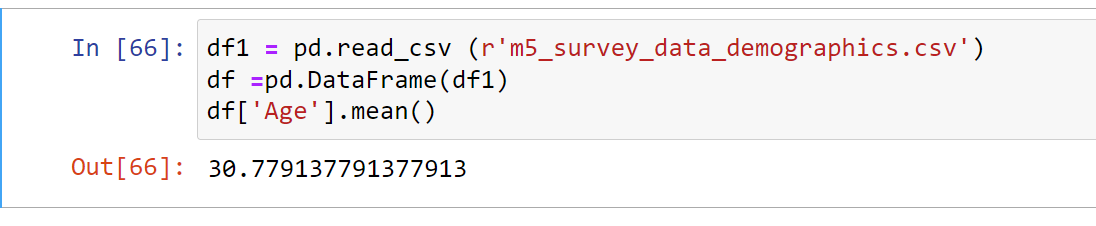 In [66]: df1 = pd.read_csv (r'm5_survey_data_demographics.csv')
df =pd.DataFrame(df1)
df['Age'].mean()
Out[66]: 30.779137791377913